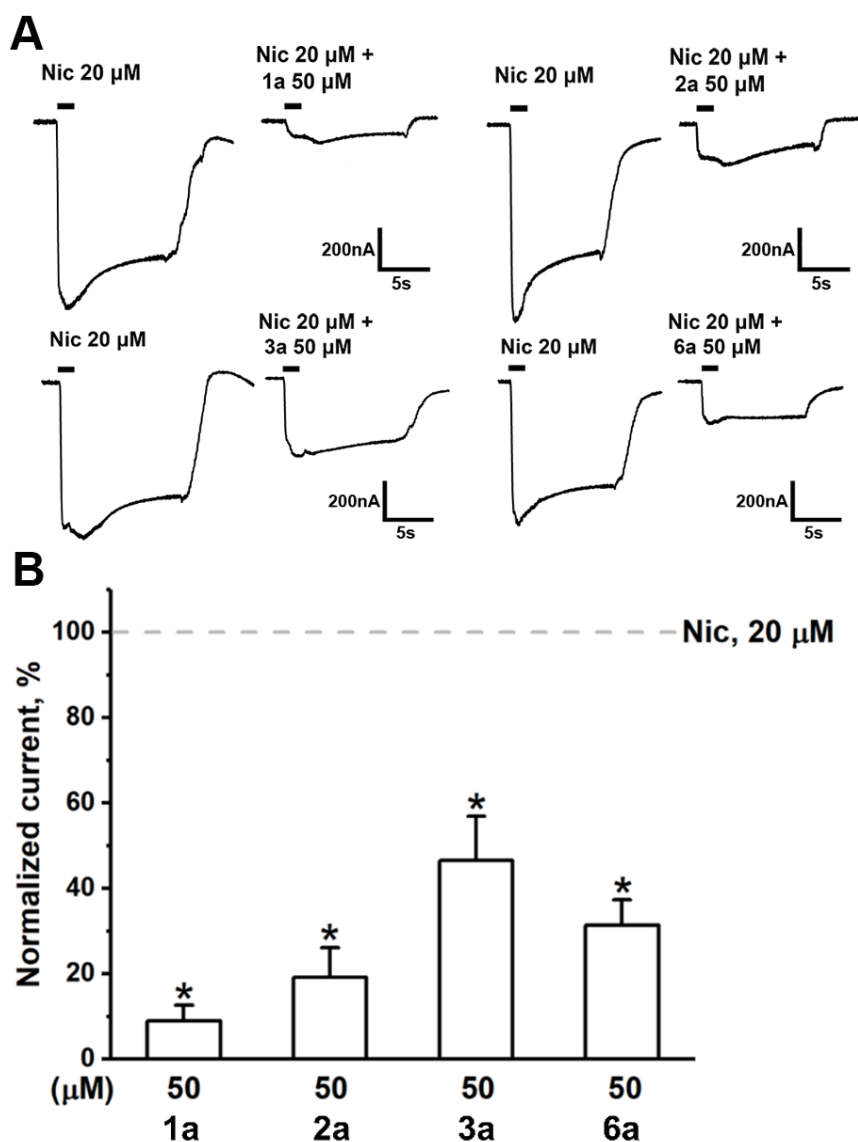 A
Nic 20 µM
Nic 20 µM +
1a 50 µM
Nic 20 µM
Nic 20 µM +
2a 50 µM
200nA
5s
200nA
5s
Nic 20 µM
Nic 20 µM +
3a 50 µM
Nic 20 µM
Nic 20 µM +
6a 50 µM
200nA
5s
200nA
5s
B
Normalized current, %
100
80
60
40
20
0
Nic, 20 µM
*
*
*
*
(µM) 50 50 50 50
1a 2a 3a 6a